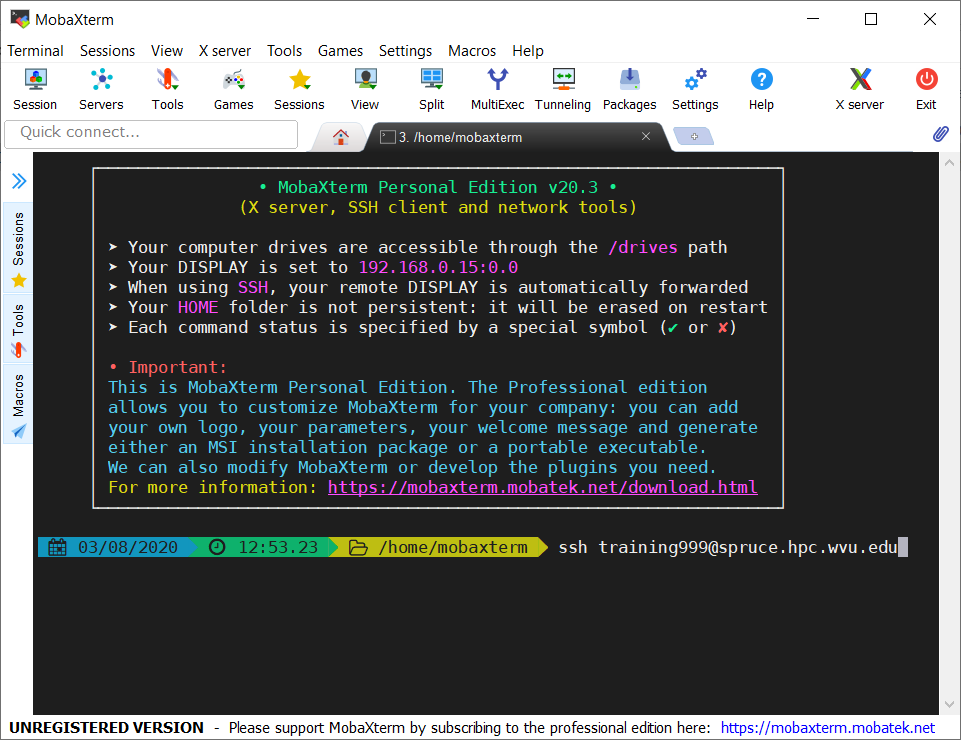 MobaXterm
Terminal Sessions View X server Tools Games Settings Macros Help
Session Servers Tools Games Sessions View Split MultiExec Tunneling Packages Settings Help X server Exit
Quick connect...
3. /home/mobaxterm
Sessions
Tools
Macros
• MobaXterm Personal Edition v20.3 •
(X server, SSH client and network tools)
➤ Your computer drives are accessible through the /drives path
➤ Your DISPLAY is set to 192.168.0.15:0.0
➤ When using SSH, your remote DISPLAY is automatically forwarded
➤ Your HOME folder is not persistent: it will be erased on restart
➤ Each command status is specified by a special symbol (✔ or ✘)
• Important:
This is MobaXterm Personal Edition. The Professional edition
allows you to customize MobaXterm for your company: you can add
your own logo, your parameters, your welcome message and generate
either an MSI installation package or a portable executable.
We can also modify MobaXterm or develop the plugins you need.
For more information: https://mobaxterm.mobatek.net/download.html
03/08/2020 12:53.23 /home/mobaxterm ssh training999@spruce.hpc.wvu.edu
UNREGISTERED VERSION - Please support MobaXterm by subscribing to the professional edition here: https://mobaxterm.mobatek.net